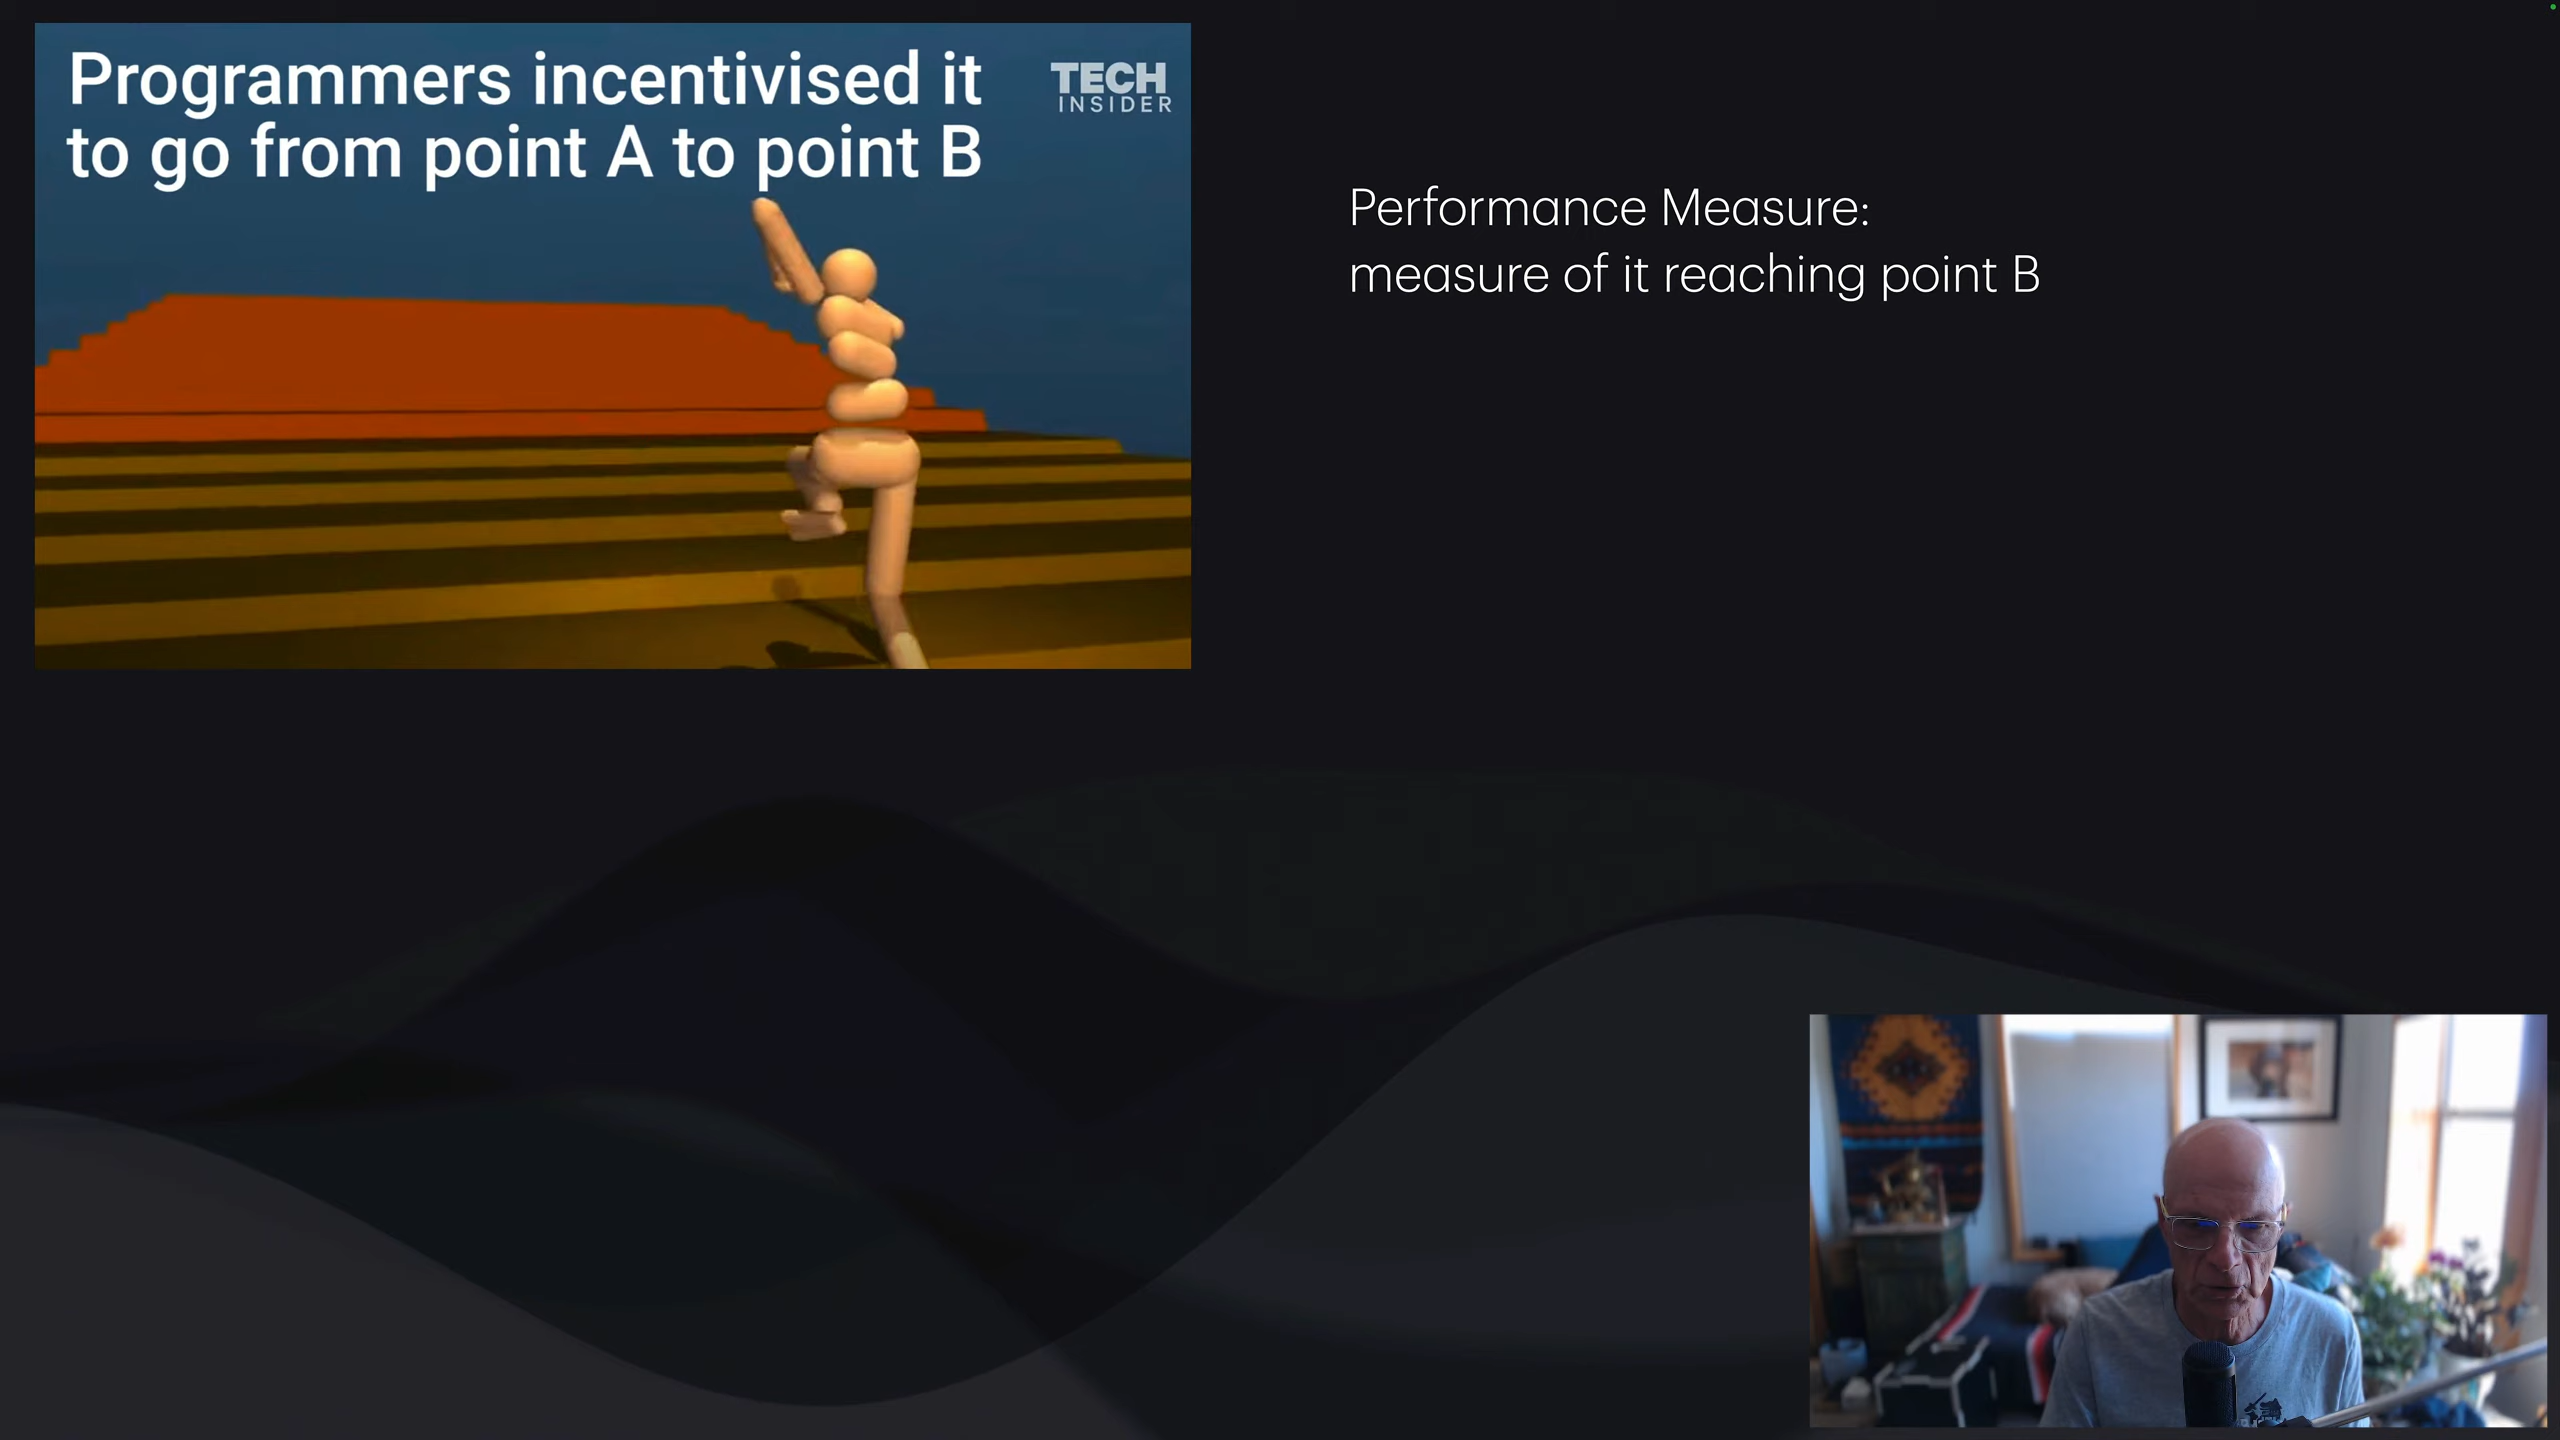 Programmers incentivised it
to go from point A to point B
TECH
INSIDER
Performance Measure:
measure of it reaching point B